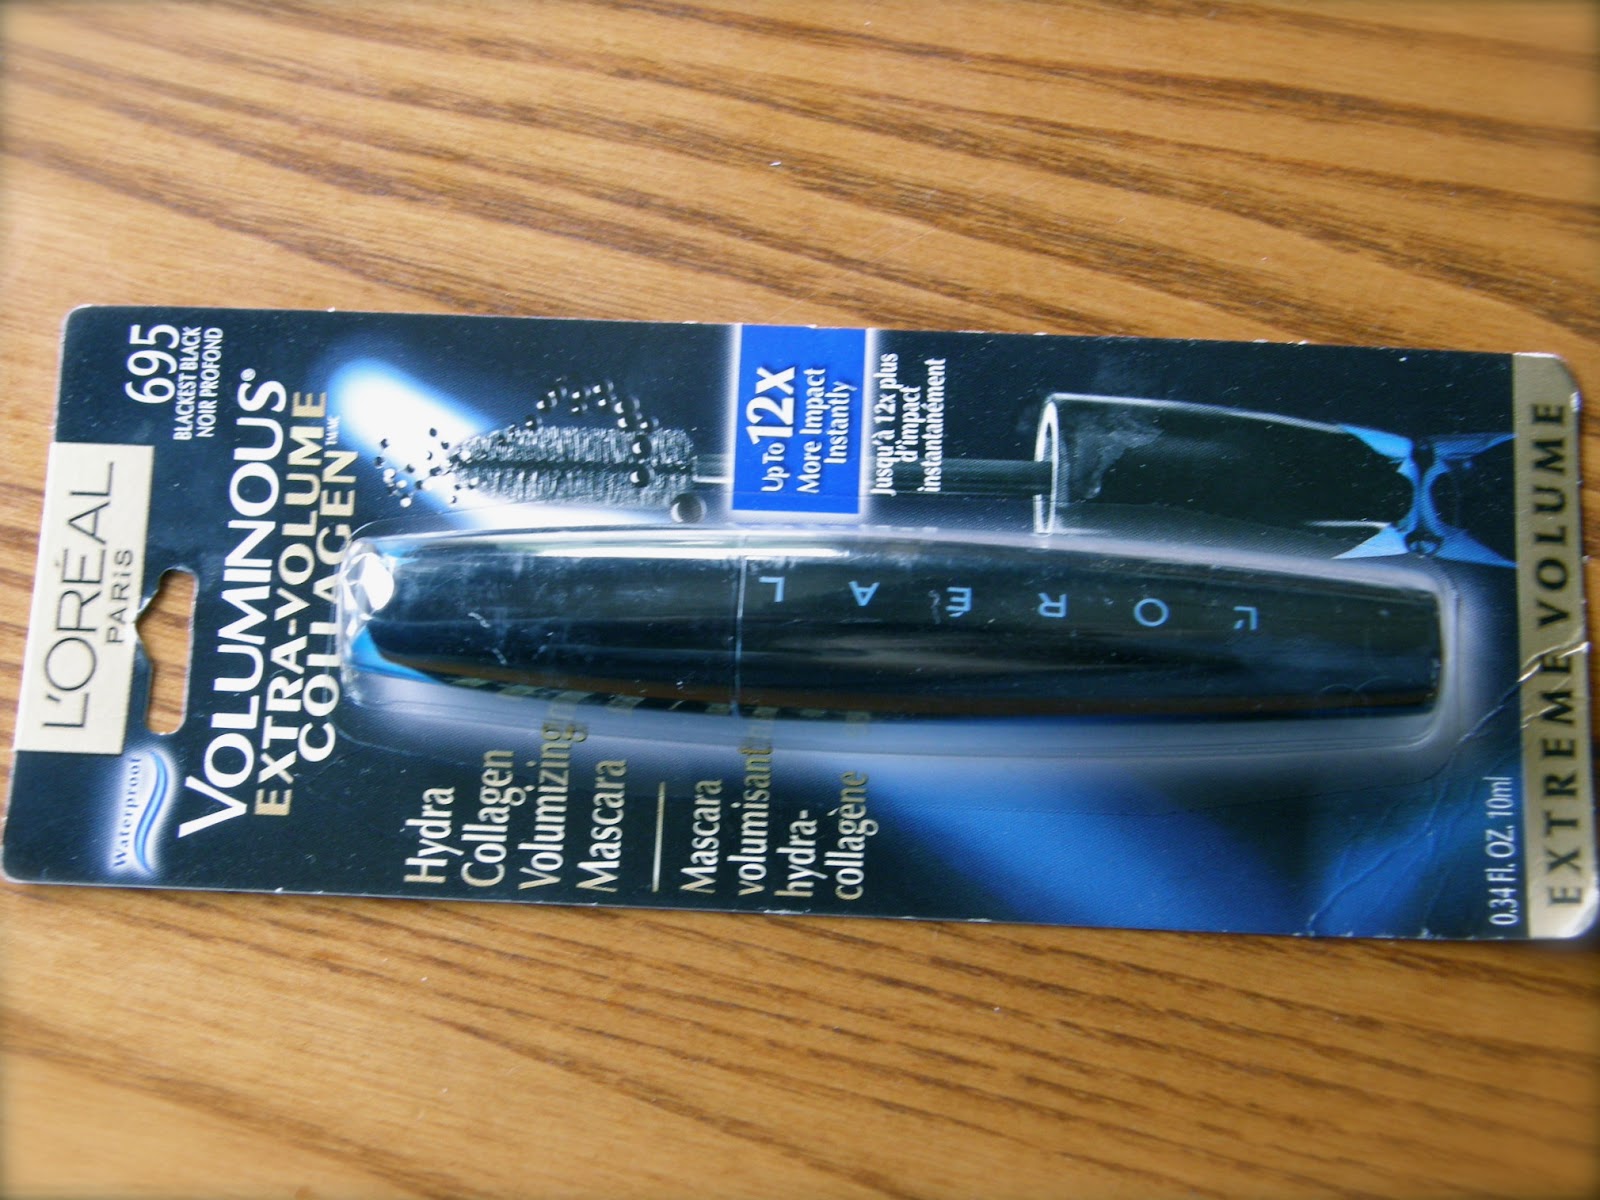 L'ORÉAL
PARIS
695
BLACKEST BLACK
NOIR PROFOND
Waterproof
VOLUMINOUS®
EXTRA-VOLUME
COLLAGEN
Up To 12x
More Impact
Instantly
Jusqu'à 12x plus
d'impact
instantanément
L'ORÉAL
Hydra
Collagen
Volumizing
Mascara
Mascara
volumisant
hydra-
collagène
0.34 Fl. OZ. 10ml
EXTREME VOLUME